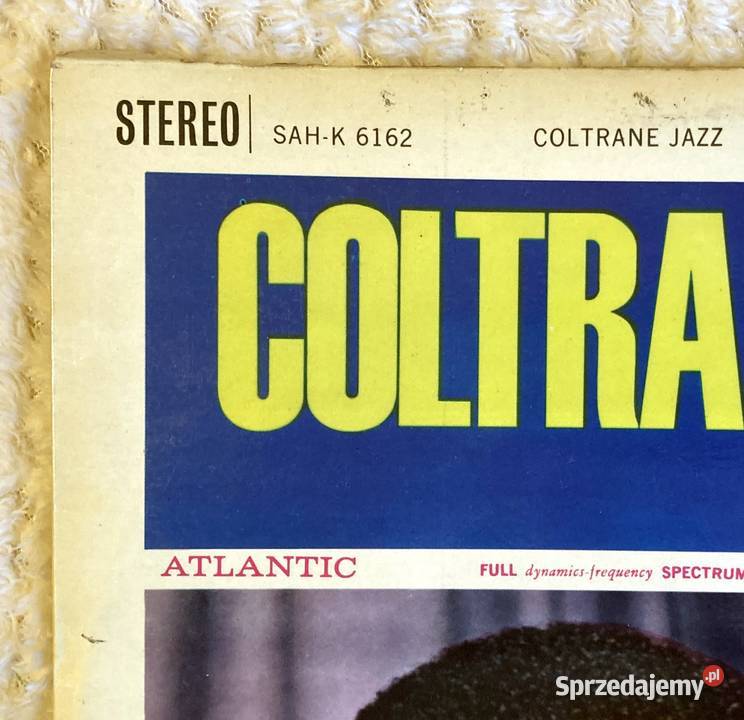 STEREO SAH-K 6162 COLTRANE JAZZ
COLTRA
ATLANTIC FULL dynamics-frequency SPECTRUM
Sprzedajemy.pl